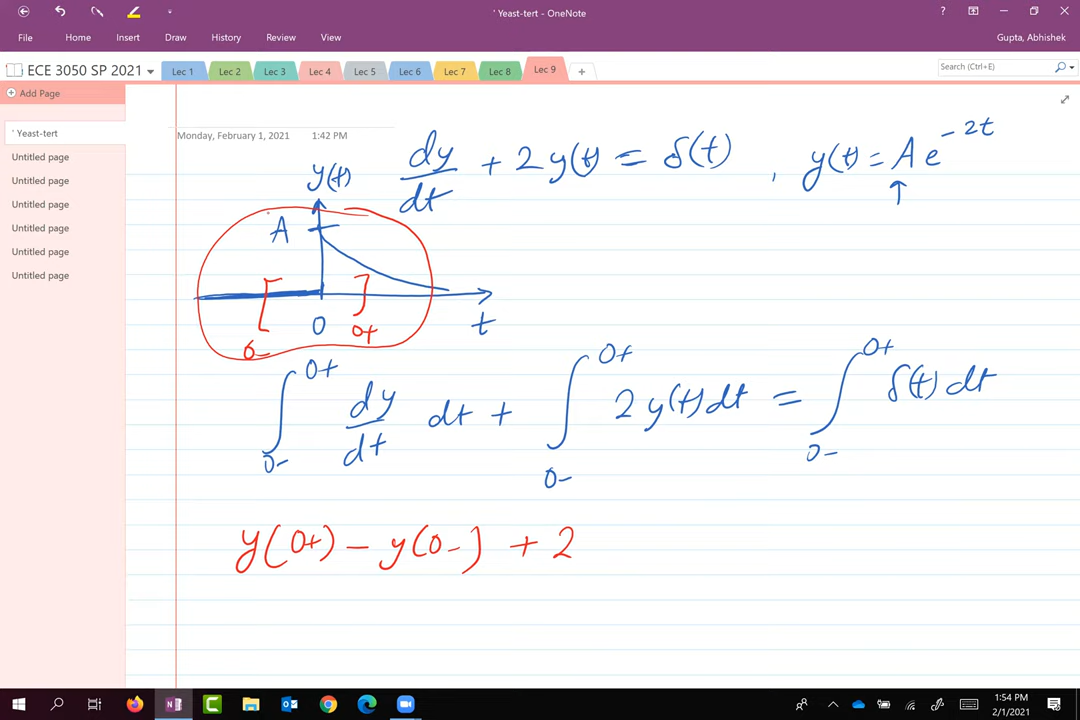 ' Yeast-tert - OneNote
File Home Insert Draw History Review View Gupta, Abhishek
ECE 3050 SP 2021 Lec 1 Lec 2 Lec 3 Lec 4 Lec 5 Lec 6 Lec 7 Lec 8 Lec 9 Search (Ctrl+E)
Add Page
' Yeast-tert
Untitled page
Untitled page
Untitled page
Untitled page
Untitled page
Untitled page
Monday, February 1, 2021 1:42 PM
dy/dt + 2y(t) = δ(t) , y(t) = A e^{-2t}
↑
y(t)
A
0- 0 0+ t
∫_{0-}^{0+} dy/dt dt + ∫_{0-}^{0+} 2y(t)dt = ∫_{0-}^{0+} δ(t)dt
y(0+) - y(0-) + 2
1:54 PM
2/1/2021